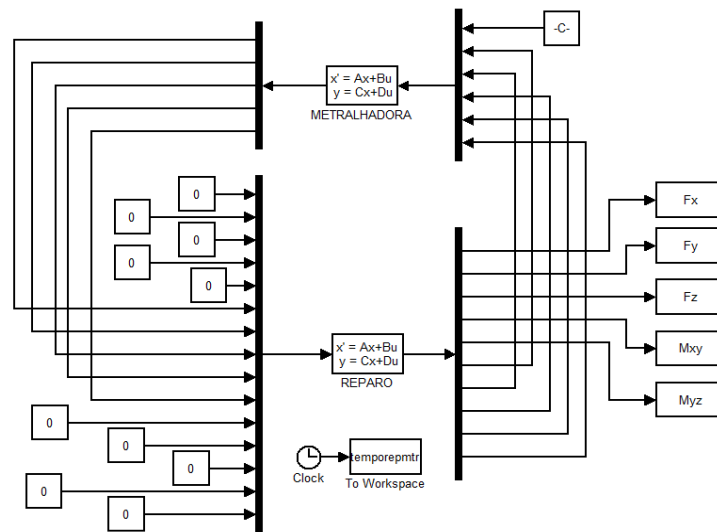 -C-
x' = Ax+Bu
y = Cx+Du
METRALHADORA
0
0
0
0
0
Fx
Fy
Fz
Mxy
Myz
x' = Ax+Bu
y = Cx+Du
REPARO
0
0
0
0
0
Clock
temporepmtr
To Workspace